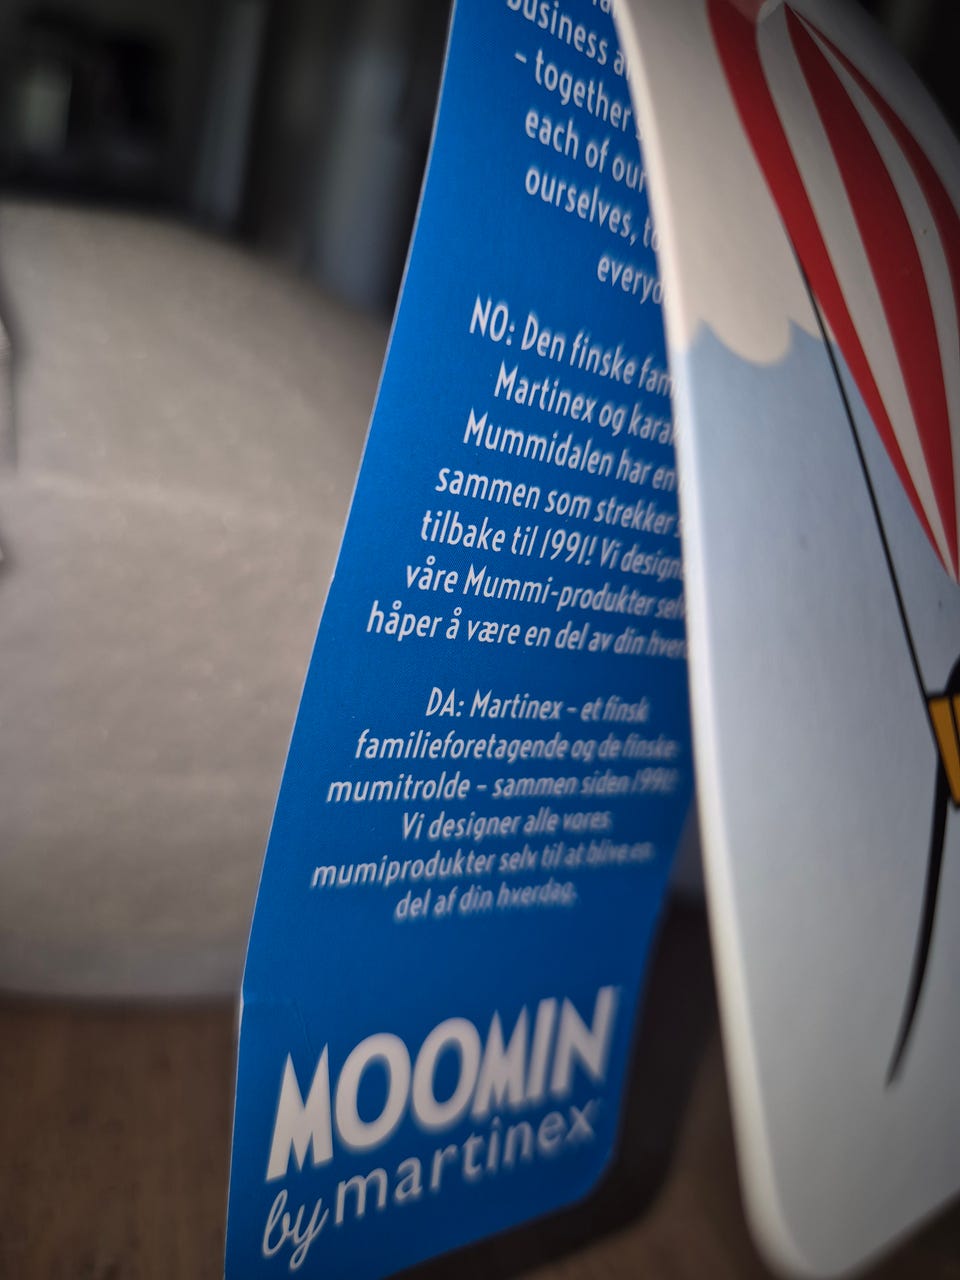 business
– together
each of our
ourselves,
everyd
NO: Den finske fam
Martinex og karak
Mummidalen har en
sammen som strekker
tilbake til 1991! Vi designe
våre Mummi-produkter selv
håper å være en del av din hver
DA: Martinex – et finsk
familieforetagende og de finske
mumitrolde – sammen siden 1991!
Vi designer alle vores
mumiprodukter selv til at blive en
del af din hverdag.
MOOMIN
by martinex